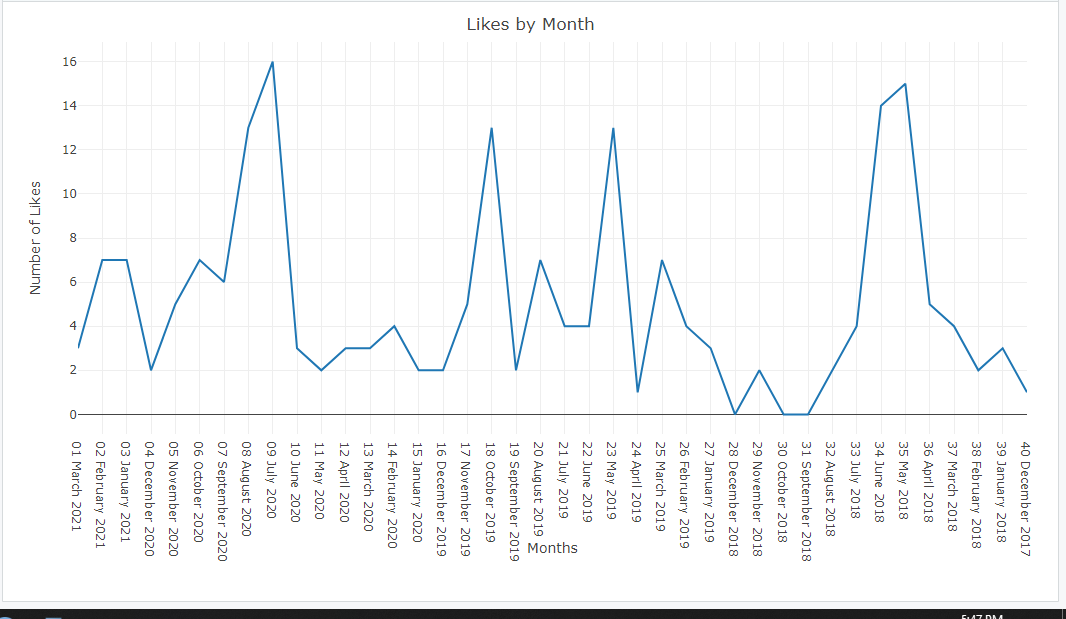 Likes by Month
Number of Likes
16
14
12
10
8
6
4
2
0
01 March 2021
02 February 2021
03 January 2021
04 December 2020
05 November 2020
06 October 2020
07 September 2020
08 August 2020
09 July 2020
10 June 2020
11 May 2020
12 April 2020
13 March 2020
14 February 2020
15 January 2020
16 December 2019
17 November 2019
18 October 2019
19 September 2019
20 August 2019
21 July 2019
22 June 2019
23 May 2019
24 April 2019
25 March 2019
26 February 2019
27 January 2019
28 December 2018
29 November 2018
30 October 2018
31 September 2018
32 August 2018
33 July 2018
34 June 2018
35 May 2018
36 April 2018
37 March 2018
38 February 2018
39 January 2018
40 December 2017
Months
5:47 PM